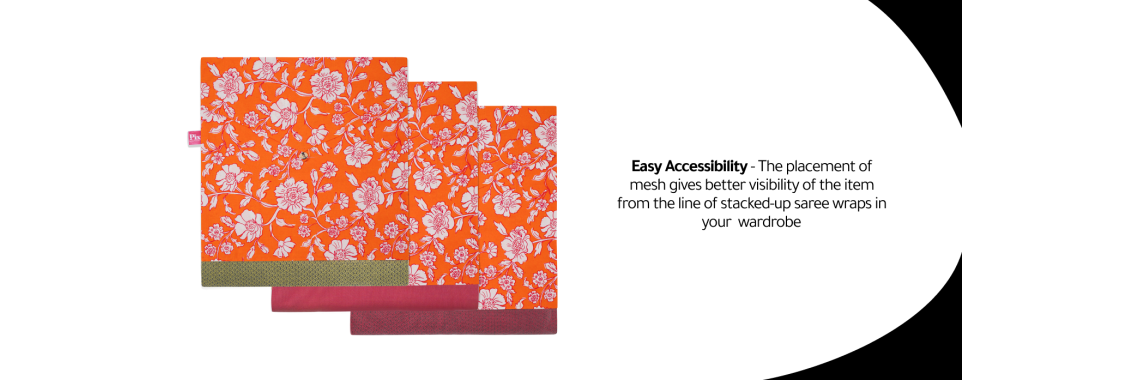 Easy Accessibility - The placement of
mesh gives better visibility of the item
from the line of stacked-up saree wraps in
your wardrobe